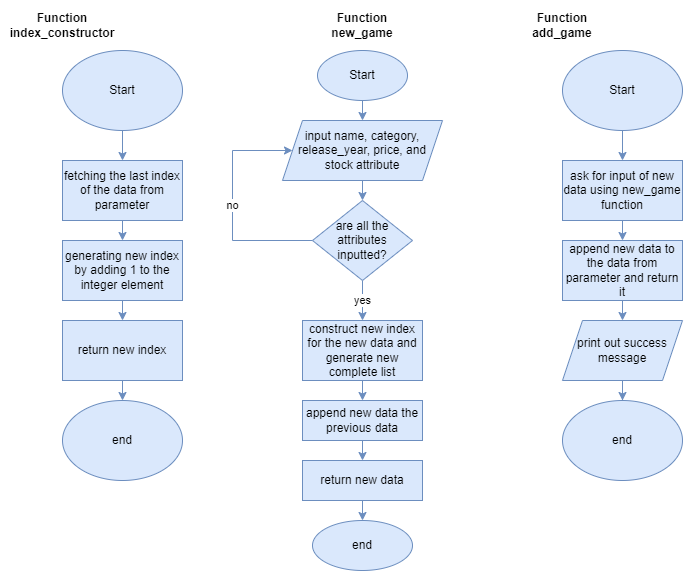 Function
index_constructor
Start
fetching the last index
of the data from
parameter
generating new index
by adding 1 to the
integer element
return new index
end
Function
new_game
Start
input name, category,
release_year, price, and
stock attribute
no
are all the
attributes
inputted?
yes
construct new index
for the new data and
generate new
complete list
append new data the
previous data
return new data
end
Function
add_game
Start
ask for input of new
data using new_game
function
append new data to
the data from
parameter and return
it
print out success
message
end